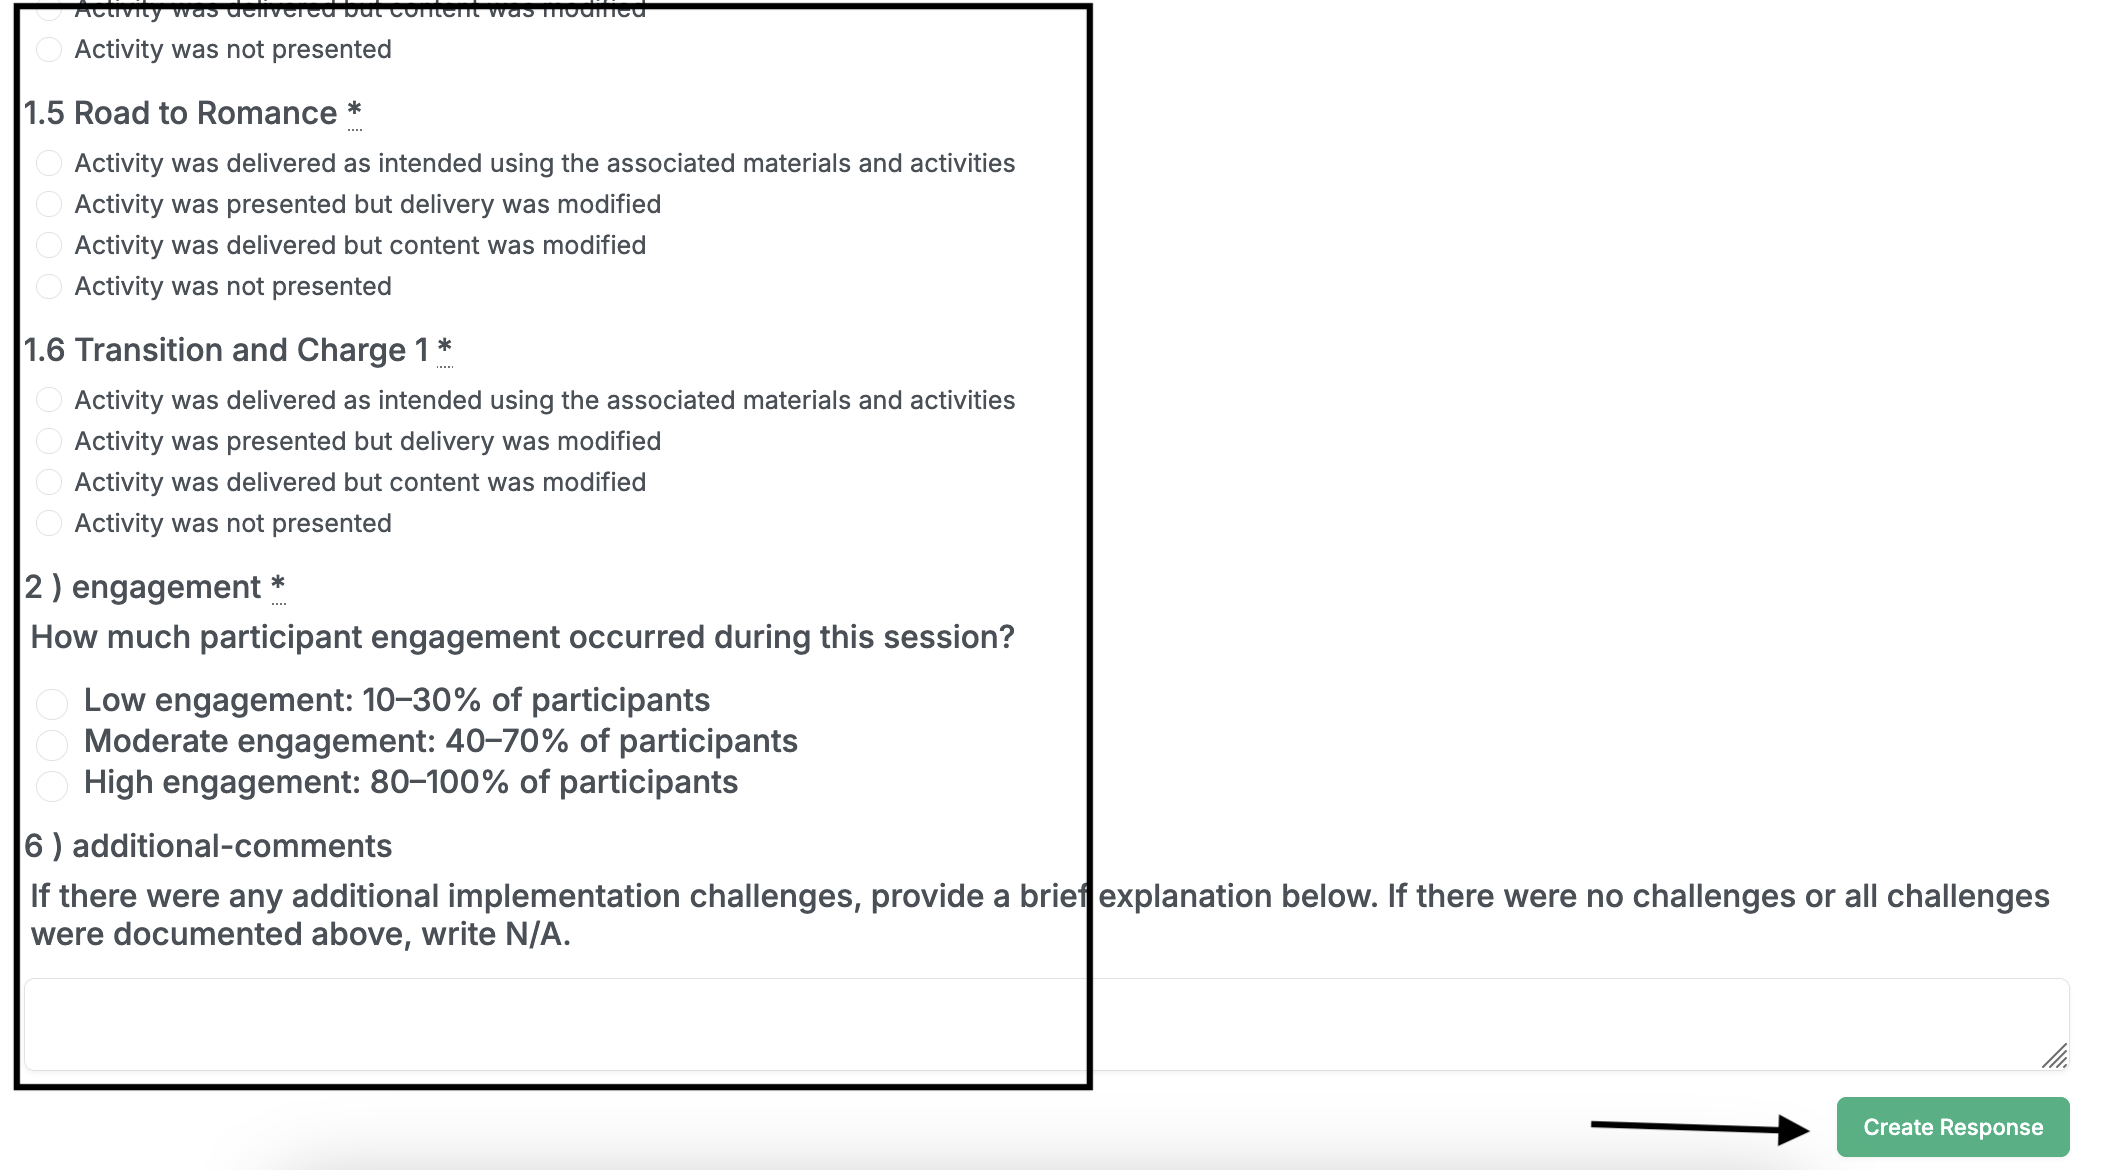 Activity was delivered but content was modified
Activity was not presented
1.5 Road to Romance *
Activity was delivered as intended using the associated materials and activities
Activity was presented but delivery was modified
Activity was delivered but content was modified
Activity was not presented
1.6 Transition and Charge 1 *
Activity was delivered as intended using the associated materials and activities
Activity was presented but delivery was modified
Activity was delivered but content was modified
Activity was not presented
2 ) engagement *
How much participant engagement occurred during this session?
Low engagement: 10–30% of participants
Moderate engagement: 40–70% of participants
High engagement: 80–100% of participants
6 ) additional-comments
If there were any additional implementation challenges, provide a brief explanation below. If there were no challenges or all challenges
were documented above, write N/A.
Create Response